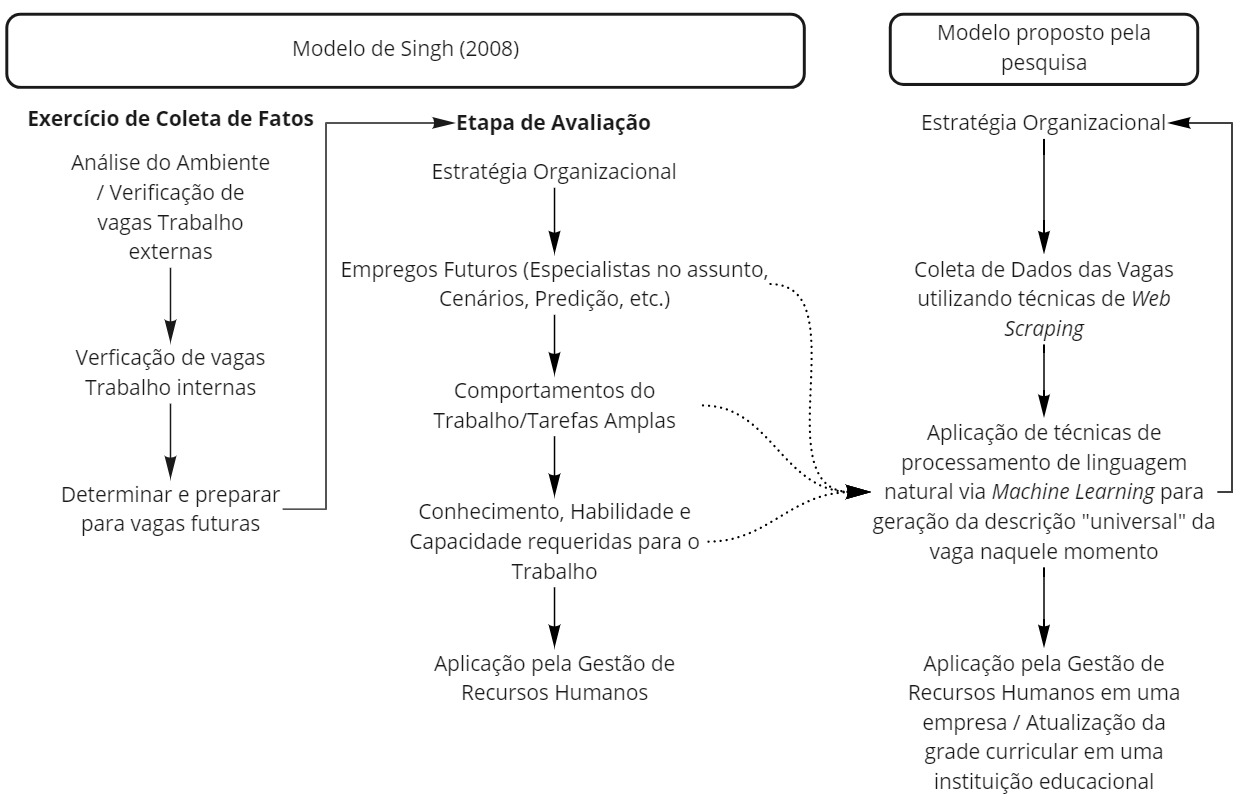 Modelo de Singh (2008)
Modelo proposto pela
pesquisa
Exercício de Coleta de Fatos
Análise do Ambiente
/ Verificação de
vagas Trabalho
externas
Verficação de vagas
Trabalho internas
Determinar e preparar
para vagas futuras
Etapa de Avaliação
Estratégia Organizacional
Empregos Futuros (Especialistas no assunto,
Cenários, Predição, etc.)
Comportamentos do
Trabalho/Tarefas Amplas
Conhecimento, Habilidade e
Capacidade requeridas para o
Trabalho
Aplicação pela Gestão de
Recursos Humanos
Estratégia Organizacional
Coleta de Dados das Vagas
utilizando técnicas de Web
Scraping
Aplicação de técnicas de
processamento de linguagem
natural via Machine Learning para
geração da descrição "universal" da
vaga naquele momento
Aplicação pela Gestão de
Recursos Humanos em uma
empresa / Atualização da
grade curricular em uma
instituição educacional